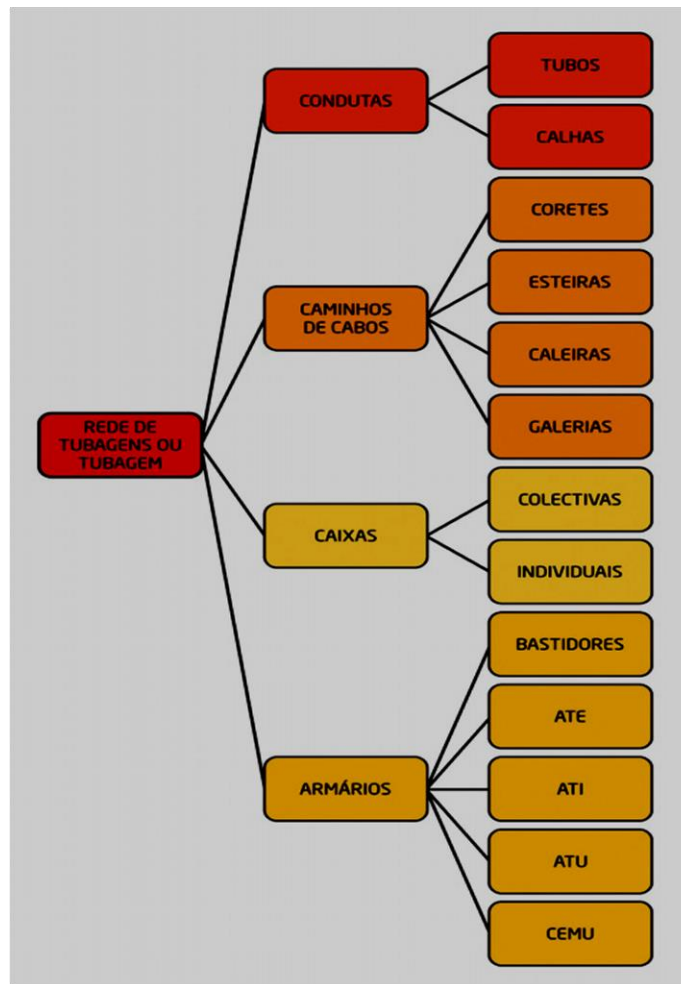 REDE DE
TUBAGENS OU
TUBAGEM
CONDUTAS
TUBOS
CALHAS
CAMINHOS
DE CABOS
CORETES
ESTEIRAS
CALEIRAS
GALERIAS
CAIXAS
COLECTIVAS
INDIVIDUAIS
ARMÁRIOS
BASTIDORES
ATE
ATI
ATU
CEMU